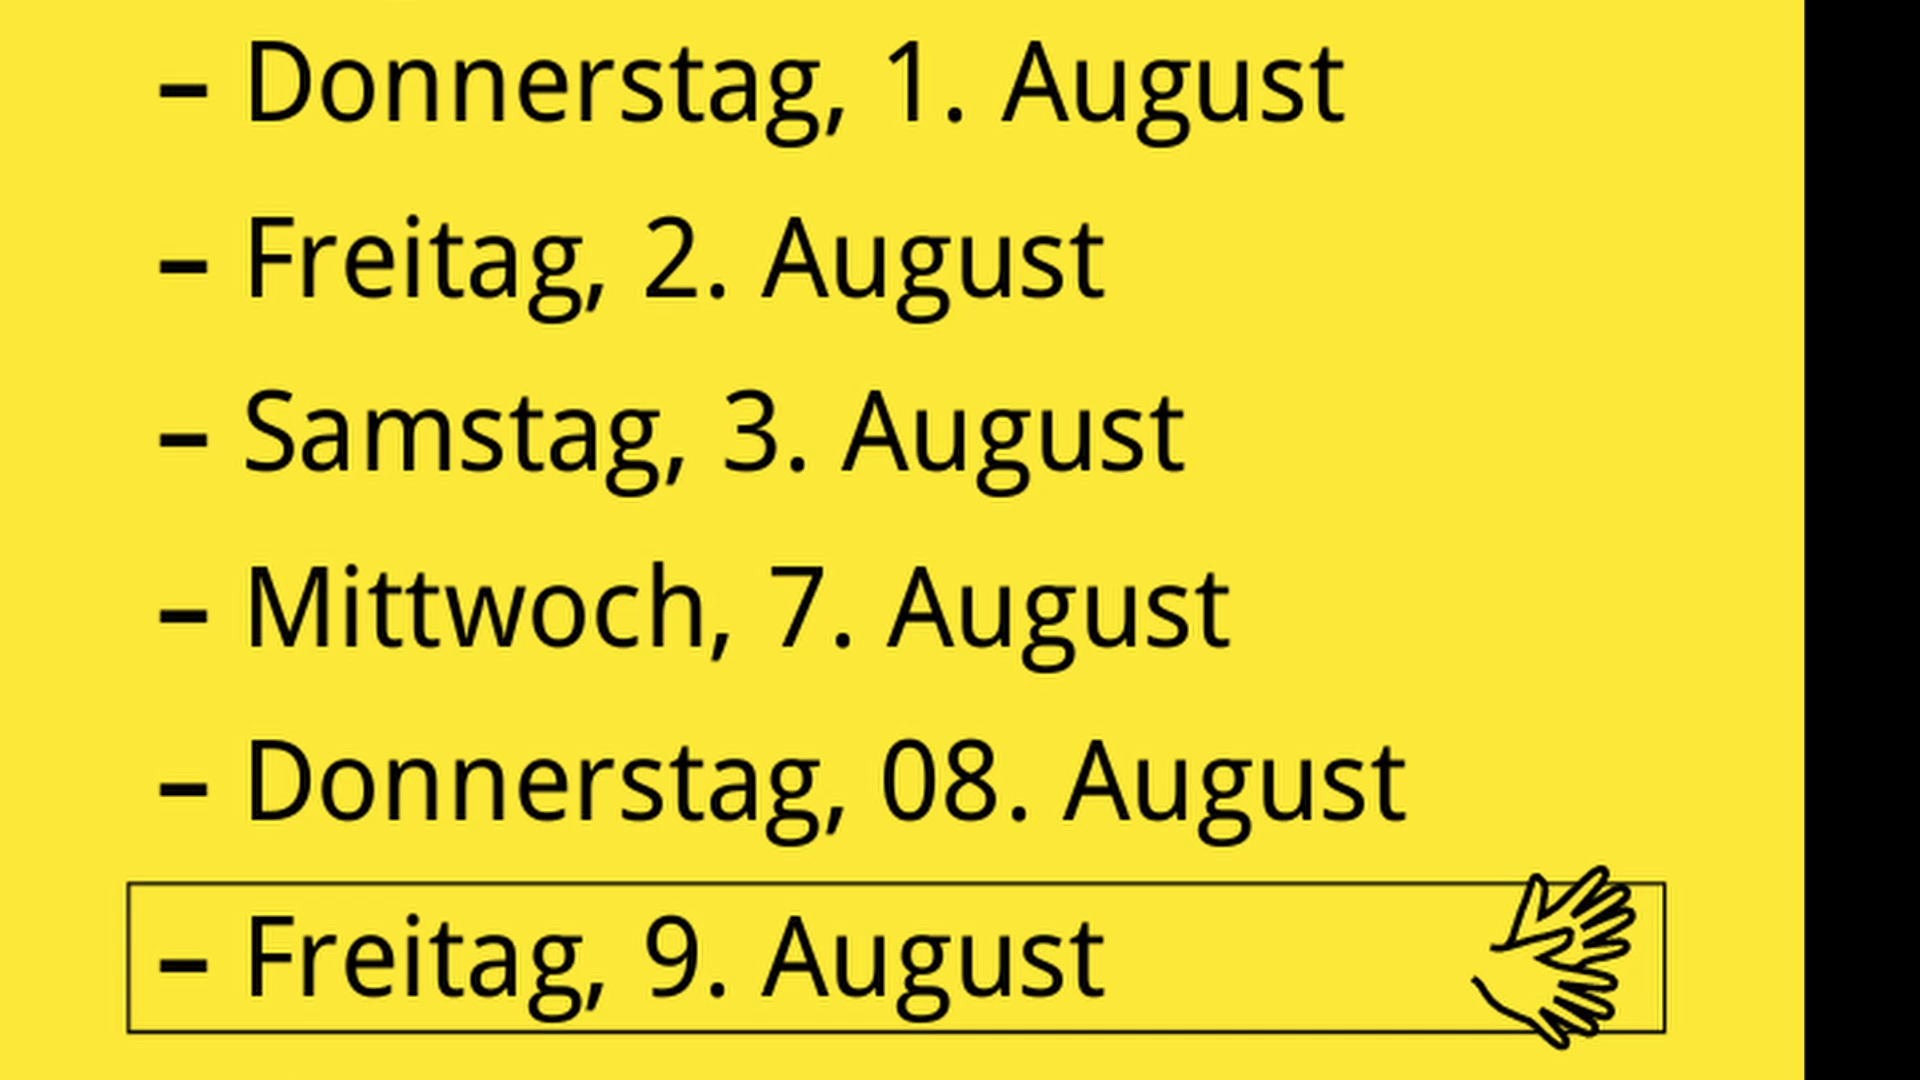 – Donnerstag, 1. August
– Freitag, 2. August
– Samstag, 3. August
– Mittwoch, 7. August
– Donnerstag, 08. August
– Freitag, 9. August